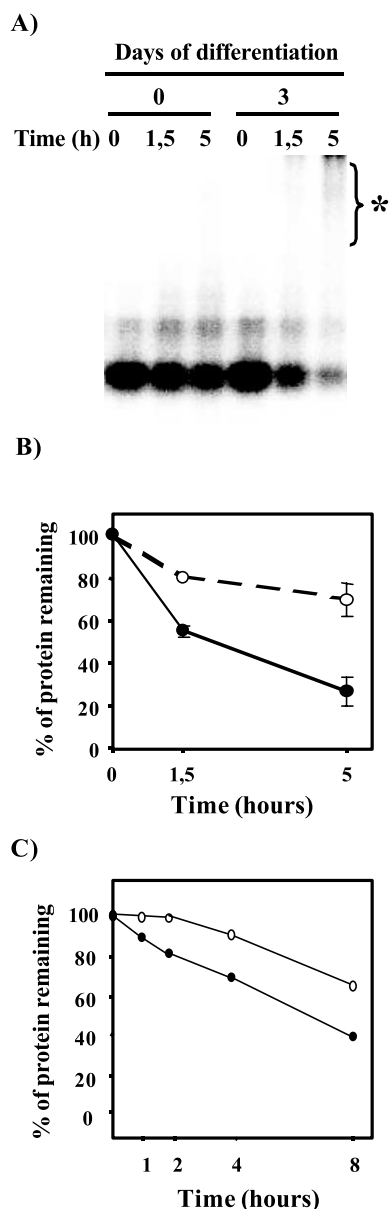 A)
Days of differentiation
0 3
Time (h) 0 1,5 5 0 1,5 5
*
B)
% of protein remaining
100
80
60
40
20
0
0 1,5 5
Time (hours)
C)
% of protein remaining
100
80
60
40
20
0
1 2 4 8
Time (hours)